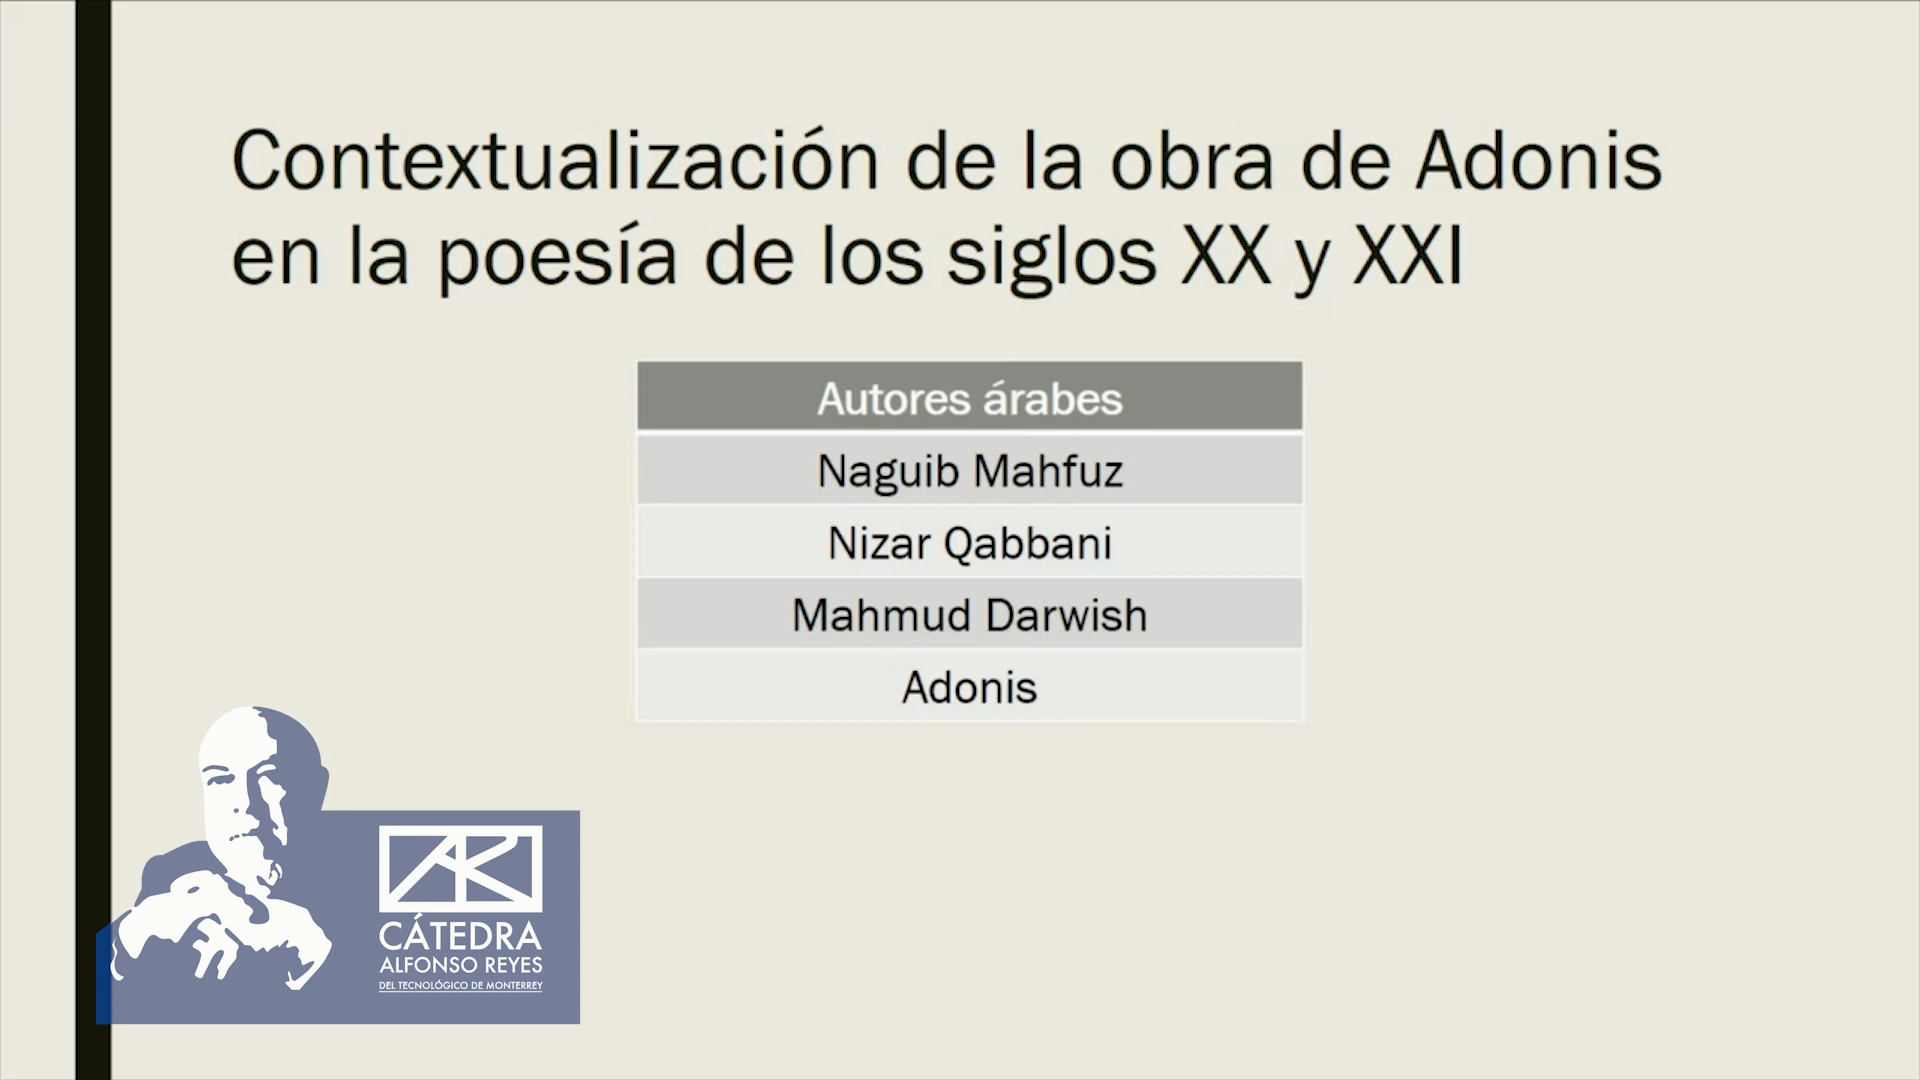 Contextualización de la obra de Adonis
en la poesía de los siglos XX y XXI
Autores árabes
Naguib Mahfuz
Nizar Qabbani
Mahmud Darwish
Adonis
CÁTEDRA
ALFONSO REYES
DEL TECNOLÓGICO DE MONTERREY